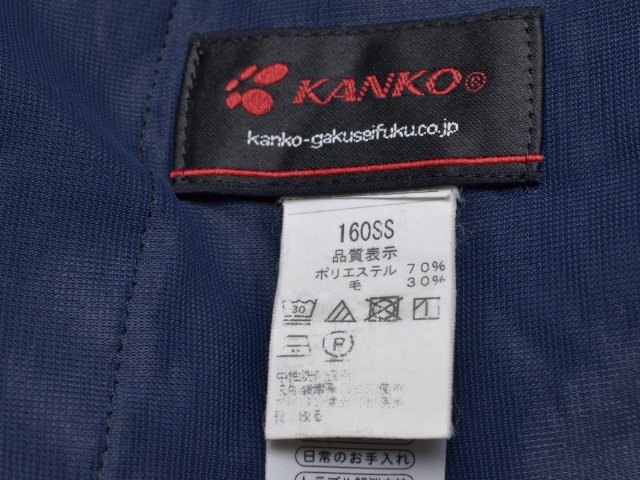 KANKO®
kanko-gakuseifuku.co.jp
160SS
品質表示
ポリエステル 70%
毛 30%
30
P
日常のお手入れ